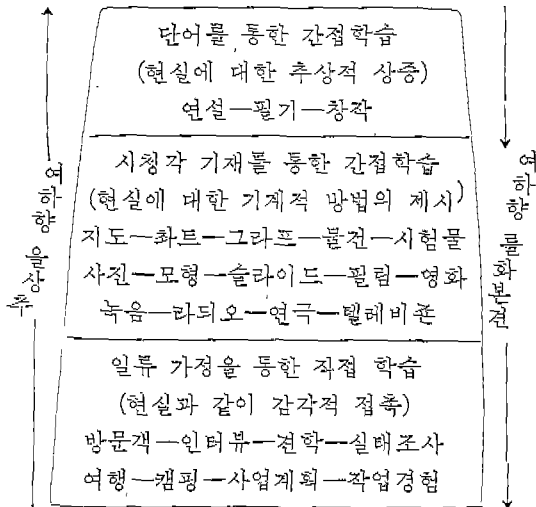 단어를 통한 간접학습
(현실에 대한 추상적 상증)
연설—필기—창작
시청각 기재를 통한 간접학습
(현실에 대한 기계적 방법의 제시)
지도—촤트—그라프—물건—시험물
사진—모형—슬라이드—필림—영화
녹음—라듸오—연극—텔레비죤
일류 가정을 통한 직접 학습
(현실과 같이 감각적 접촉)
방문객—인터뷰—견학—실태조사
여행—캠핑—사업계획—작업경험
추상을 향하여
견본화를 향하여